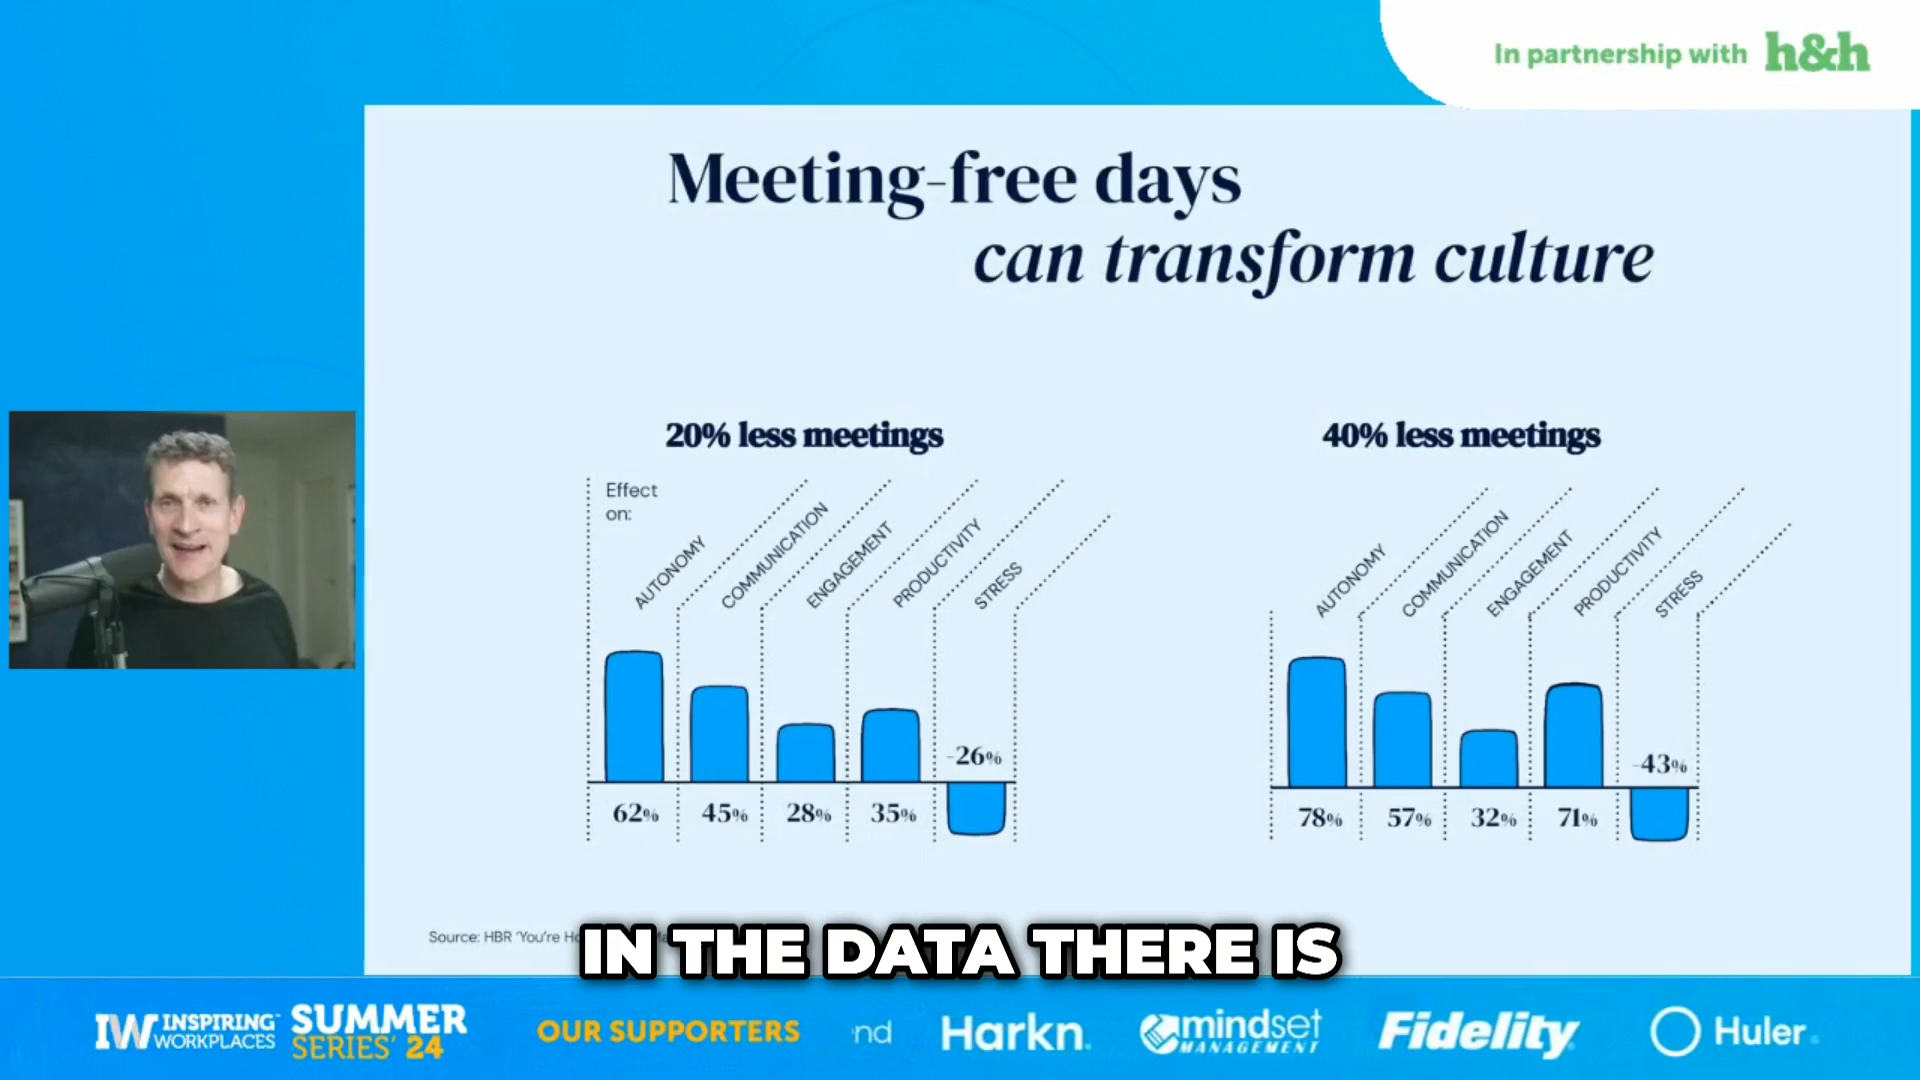 In partnership with h&h
Meeting-free days
can transform culture
20% less meetings
Effect
on:
AUTONOMY
COMMUNICATION
ENGAGEMENT
PRODUCTIVITY
STRESS
-26%
62%
45%
28%
35%
40% less meetings
AUTONOMY
COMMUNICATION
ENGAGEMENT
PRODUCTIVITY
STRESS
-43%
78%
57%
32%
71%
Source: HBR 'You're
IN THE DATA THERE IS
IW INSPIRING
WORKPLACES
SUMMER
SERIES' 24
OUR SUPPORTERS
nd
Harkn.
mindset
MANAGEMENT
Fidelity
Huler.